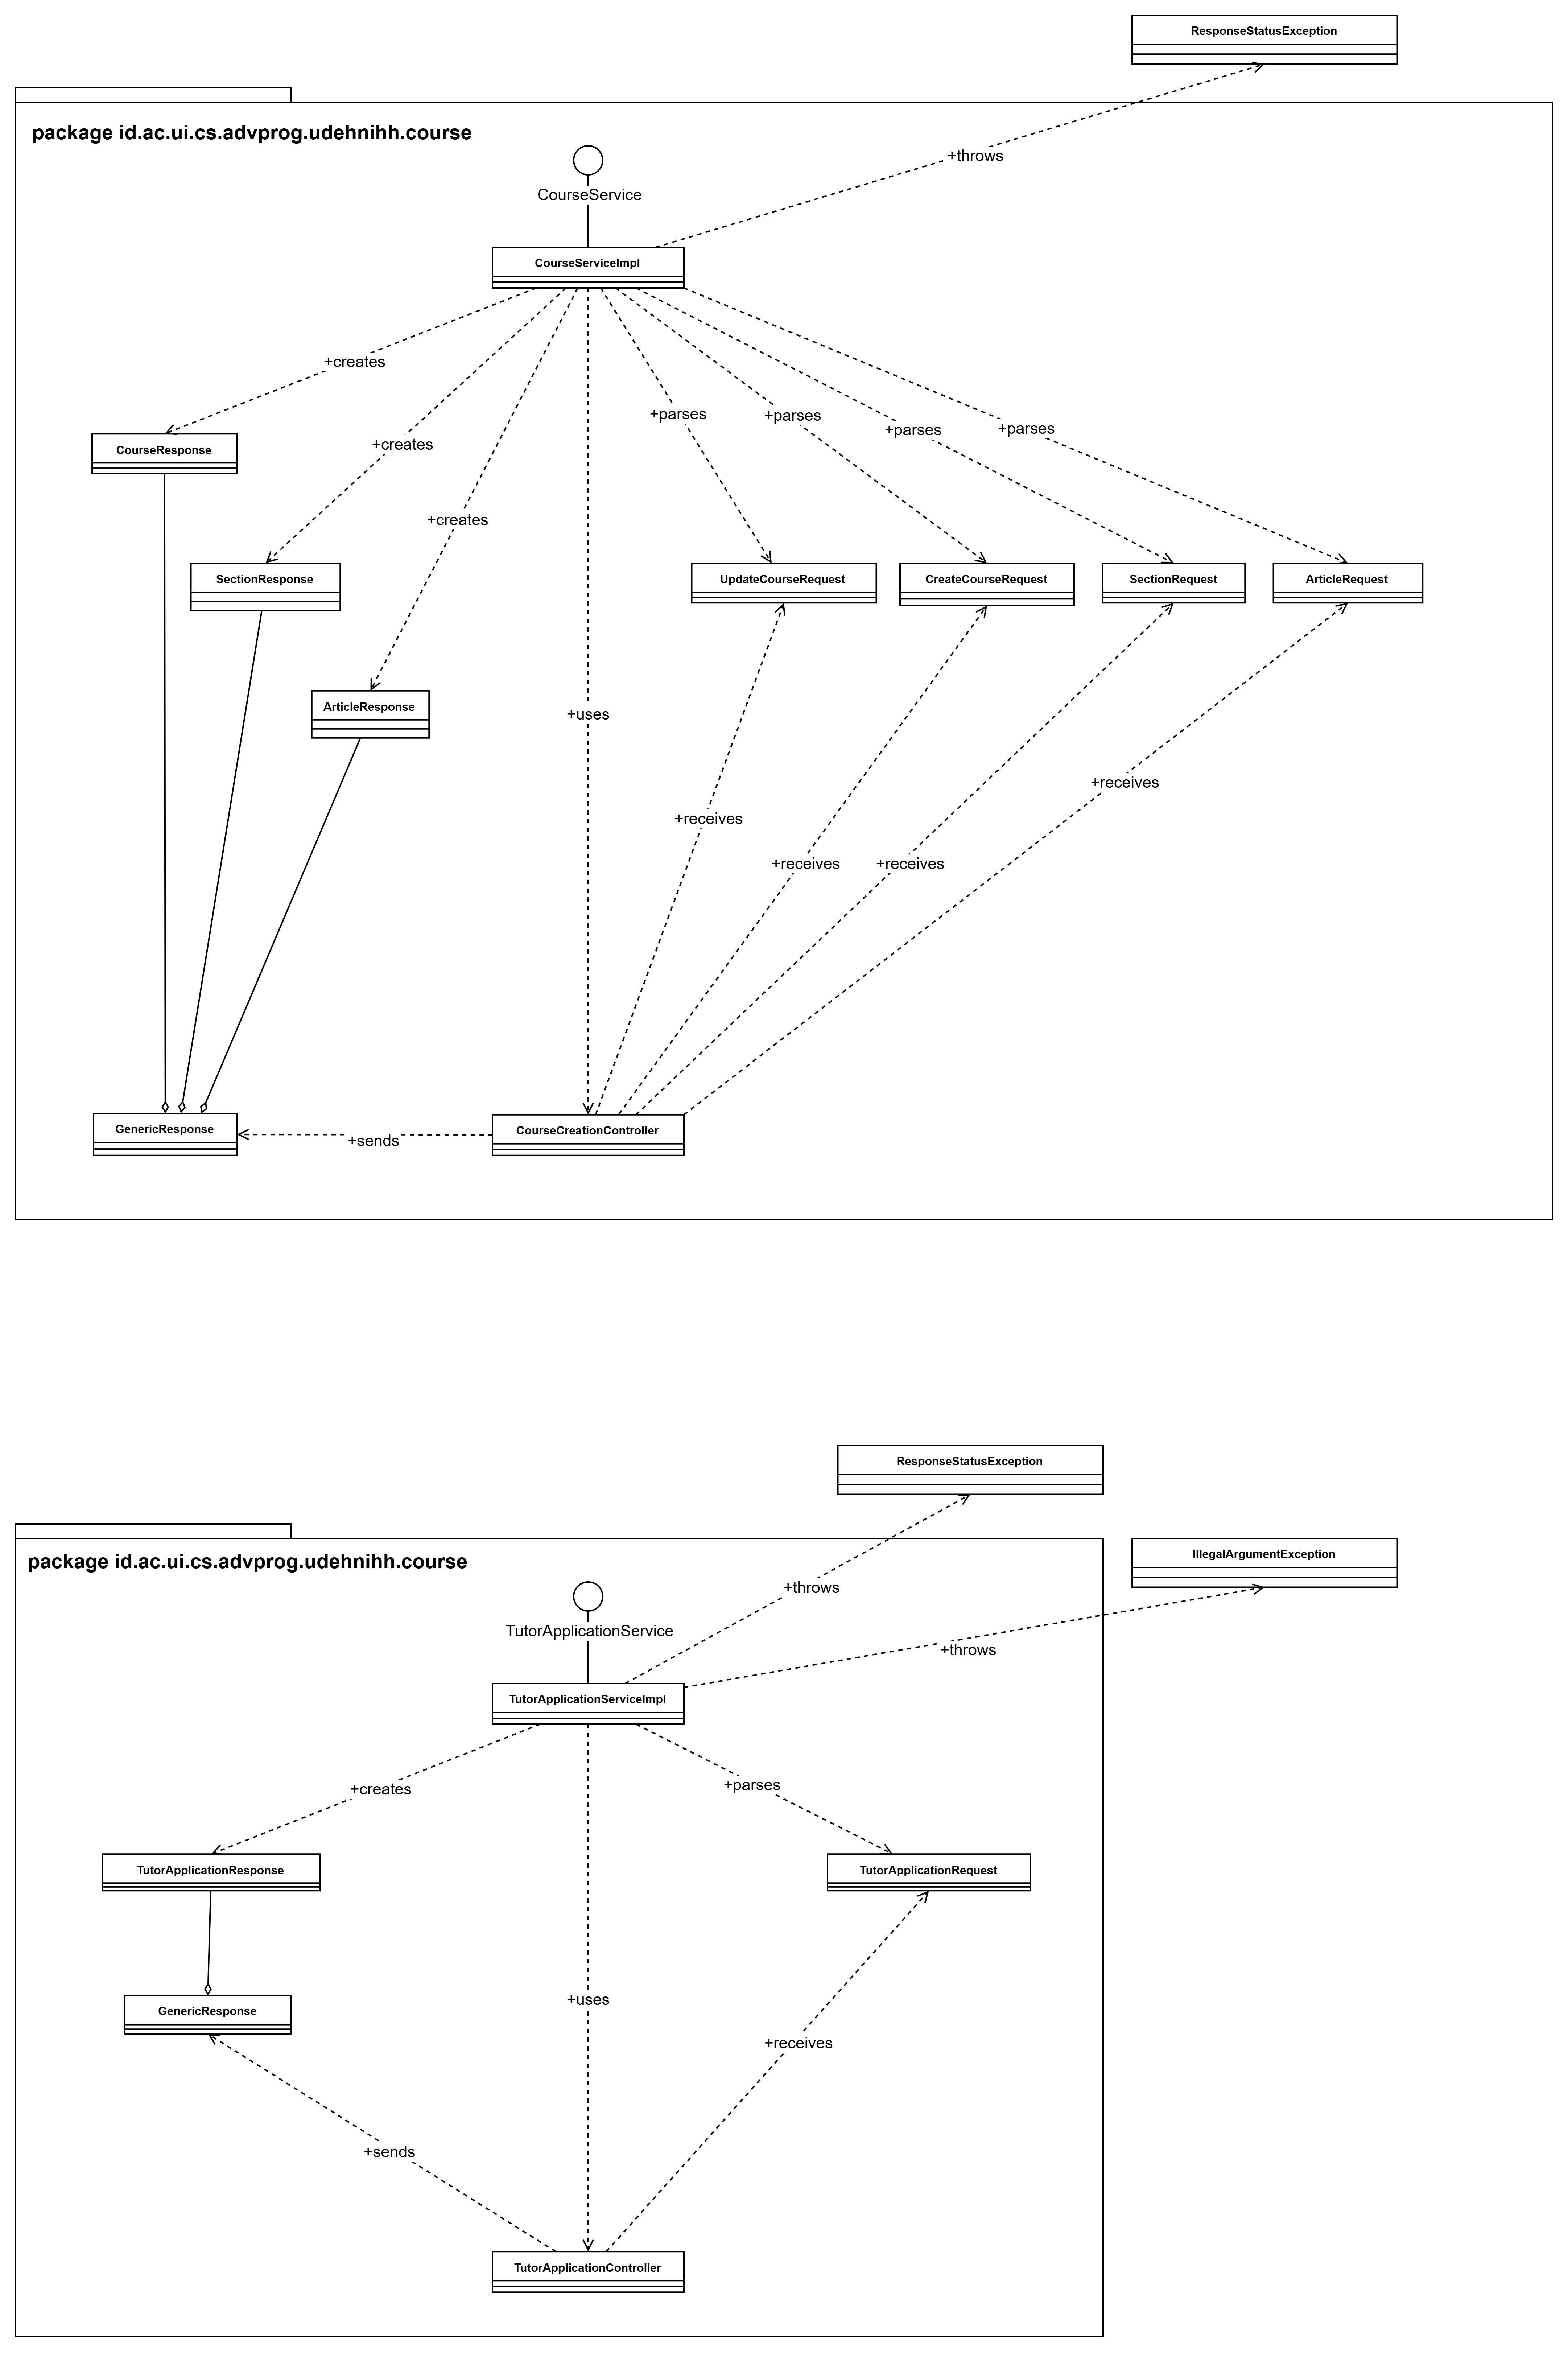 ResponseStatusException
package id.ac.ui.cs.advprog.udehnihh.course
+throws
CourseService
CourseServiceImpl
+creates
+creates
+creates
+parses
+parses
+parses
+parses
CourseResponse
SectionResponse
UpdateCourseRequest
CreateCourseRequest
SectionRequest
ArticleRequest
ArticleResponse
+uses
+receives
+receives
+receives
+receives
GenericResponse
+sends
CourseCreationController
ResponseStatusException
package id.ac.ui.cs.advprog.udehnihh.course
IllegalArgumentException
+throws
TutorApplicationService
+throws
TutorApplicationServiceImpl
+creates
+parses
TutorApplicationResponse
TutorApplicationRequest
+uses
GenericResponse
+receives
+sends
TutorApplicationController